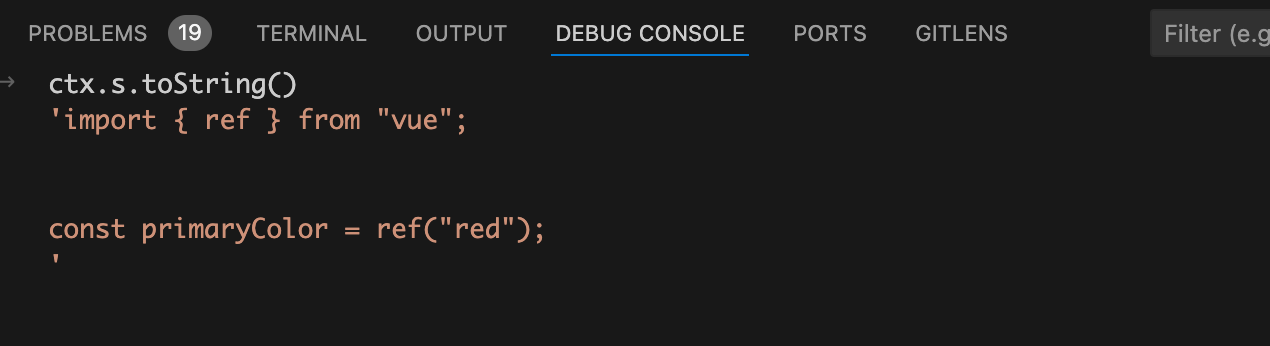 PROBLEMS 19 TERMINAL OUTPUT DEBUG CONSOLE PORTS GITLENS Filter (e.g
→ ctx.s.toString()
'import { ref } from "vue";
const primaryColor = ref("red");
'